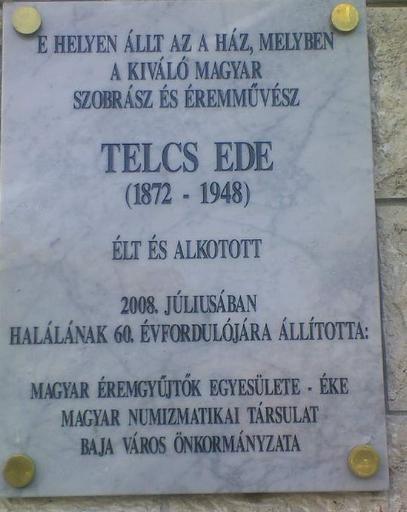 E HELYEN ÁLLT AZ A HÁZ, MELYBEN
A KIVÁLÓ MAGYAR
SZOBRÁSZ ÉS ÉREMMŰVÉSZ
TELCS EDE
(1872 - 1948)
ÉLT ÉS ALKOTOTT
2008. JÚLIUSÁBAN
HALÁLÁNAK 60. ÉVFORDULÓJÁRA ÁLLÍTOTTA:
MAGYAR ÉREMGYŰJTŐK EGYESÜLETE - ÉKE
MAGYAR NUMIZMATIKAI TÁRSULAT
BAJA VÁROS ÖNKORMÁNYZATA